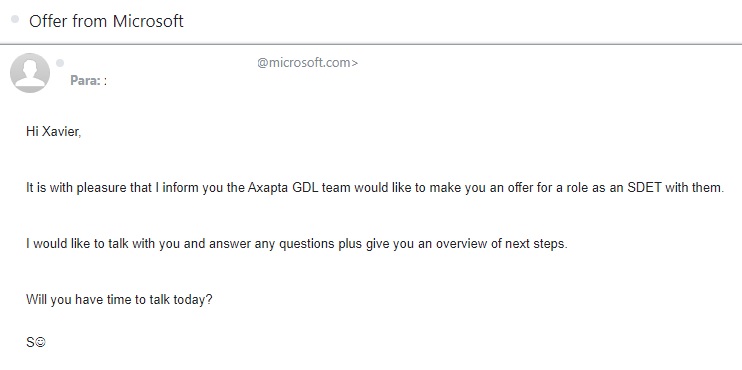 Offer from Microsoft
@microsoft.com>
Para: :
Hi Xavier,
It is with pleasure that I inform you the Axapta GDL team would like to make you an offer for a role as an SDET with them.
I would like to talk with you and answer any questions plus give you an overview of next steps.
Will you have time to talk today?
S☺